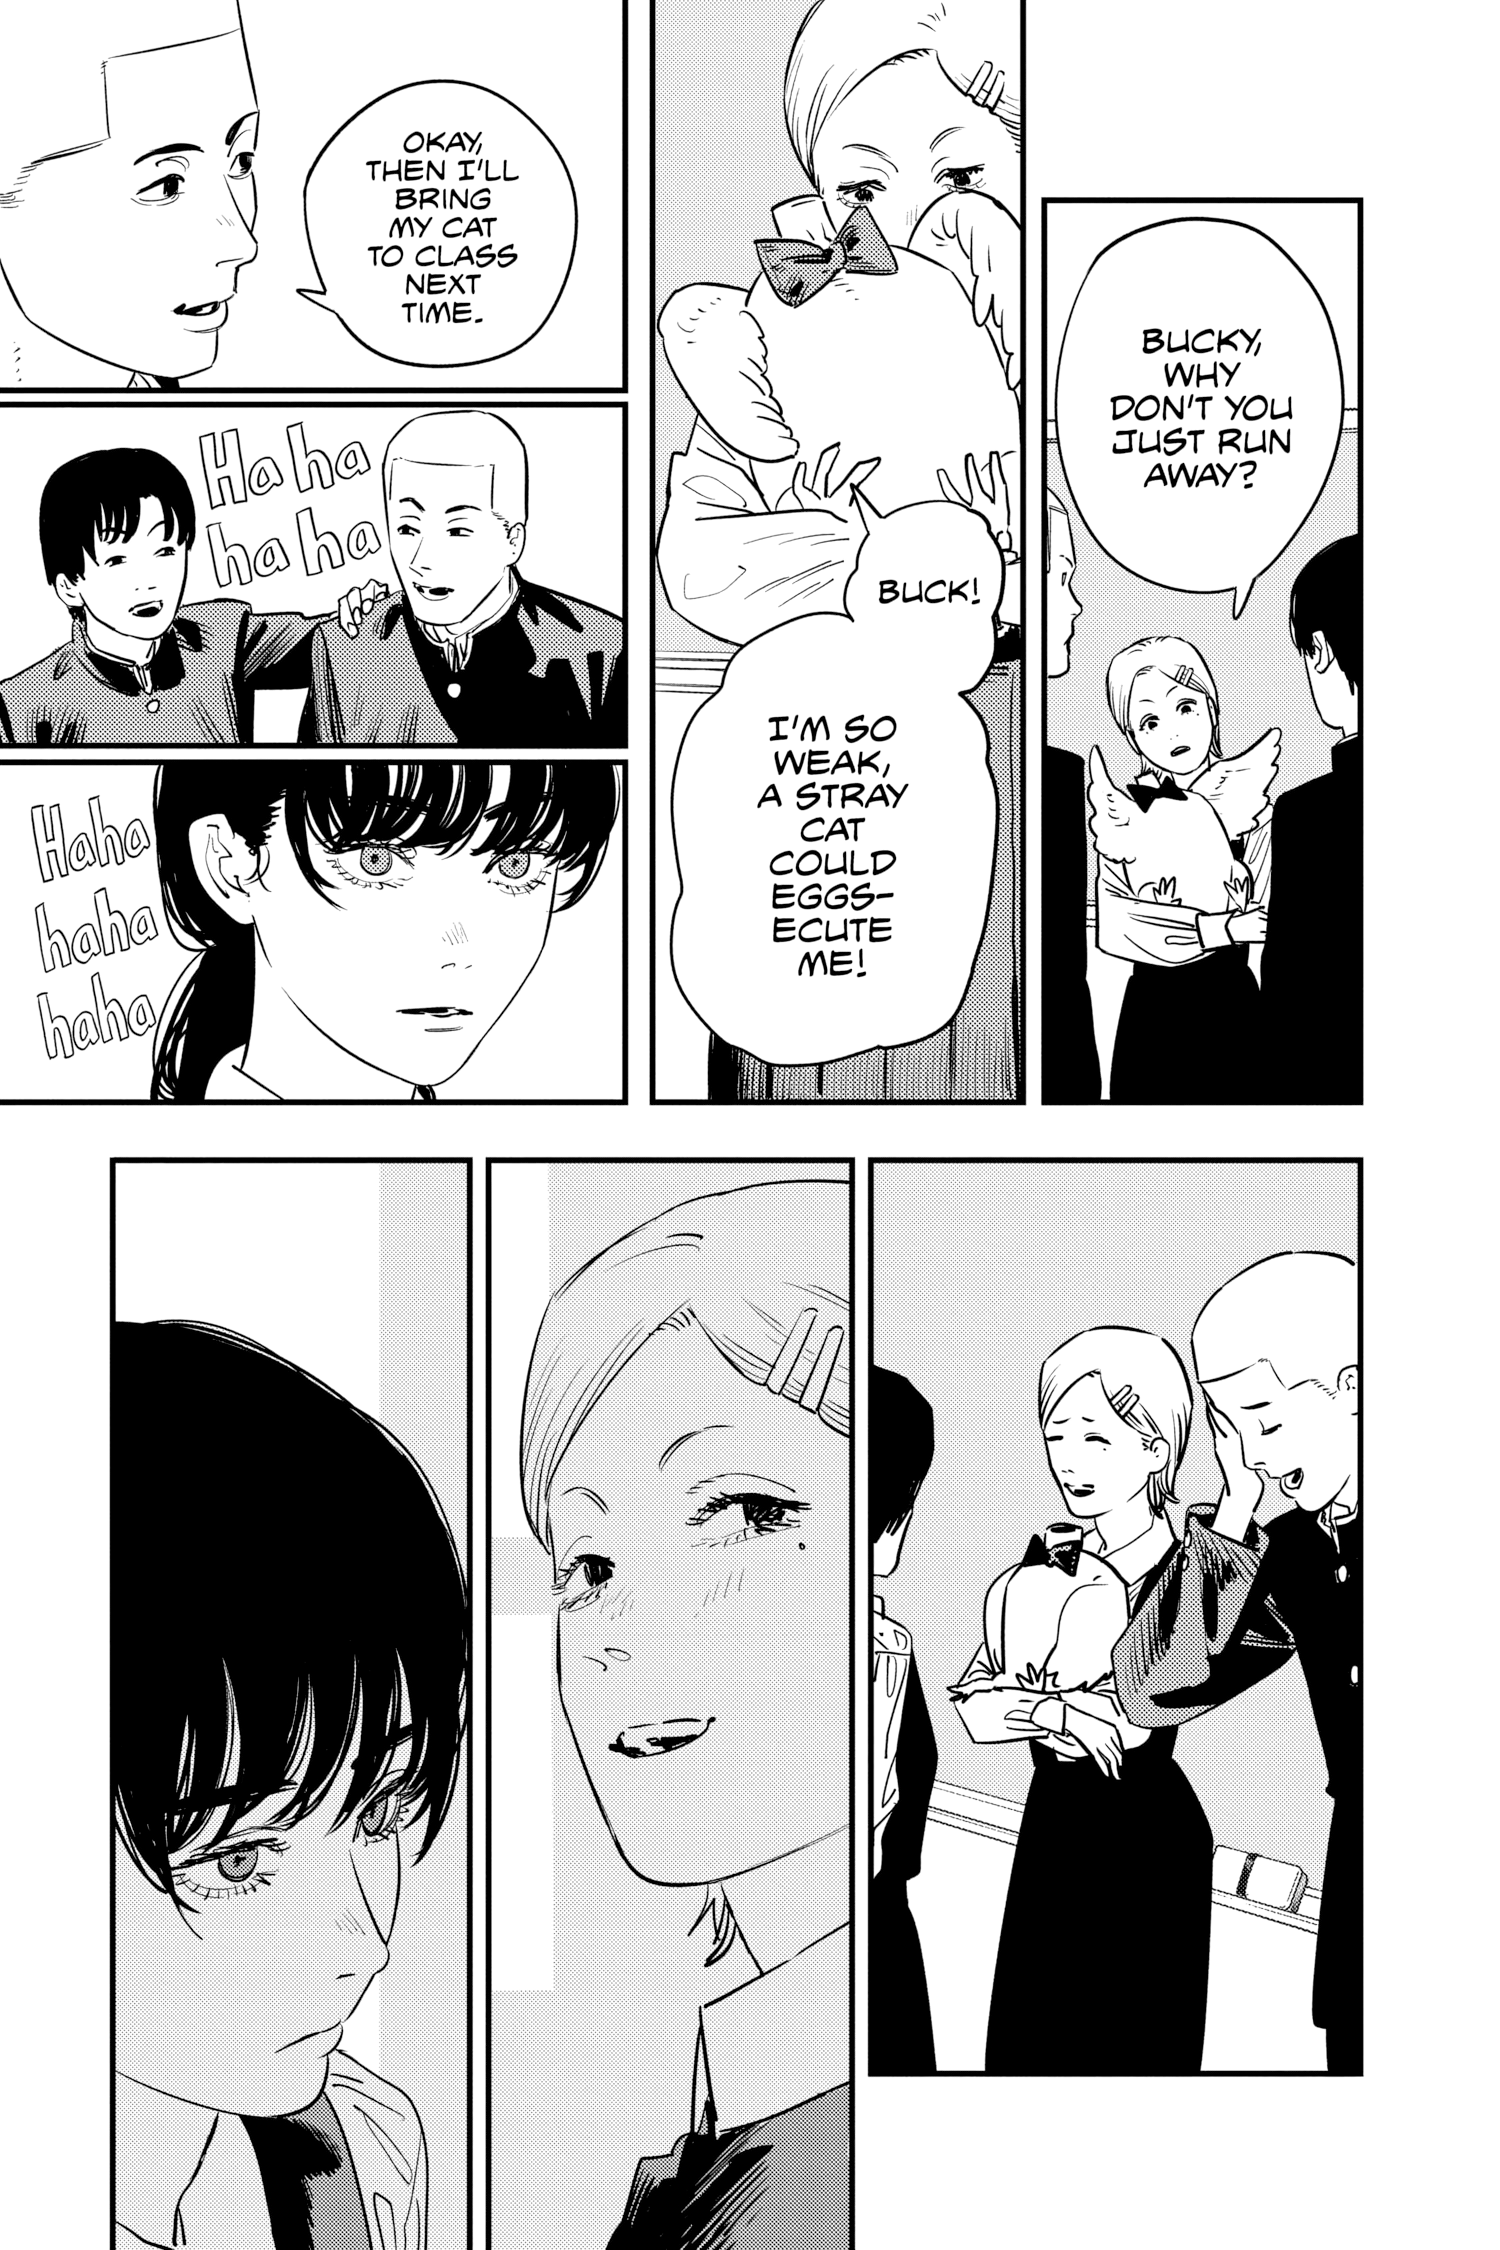 BUCKY,
WHY
DON'T YOU
JUST RUN
AWAY?
BUCK!
I'M SO
WEAK,
A STRAY
CAT
COULD
EGGS-
ECUTE
ME!
OKAY,
THEN I'LL
BRING
MY CAT
TO CLASS
NEXT
TIME.
Ha ha
ha ha
Haha
haha
haha